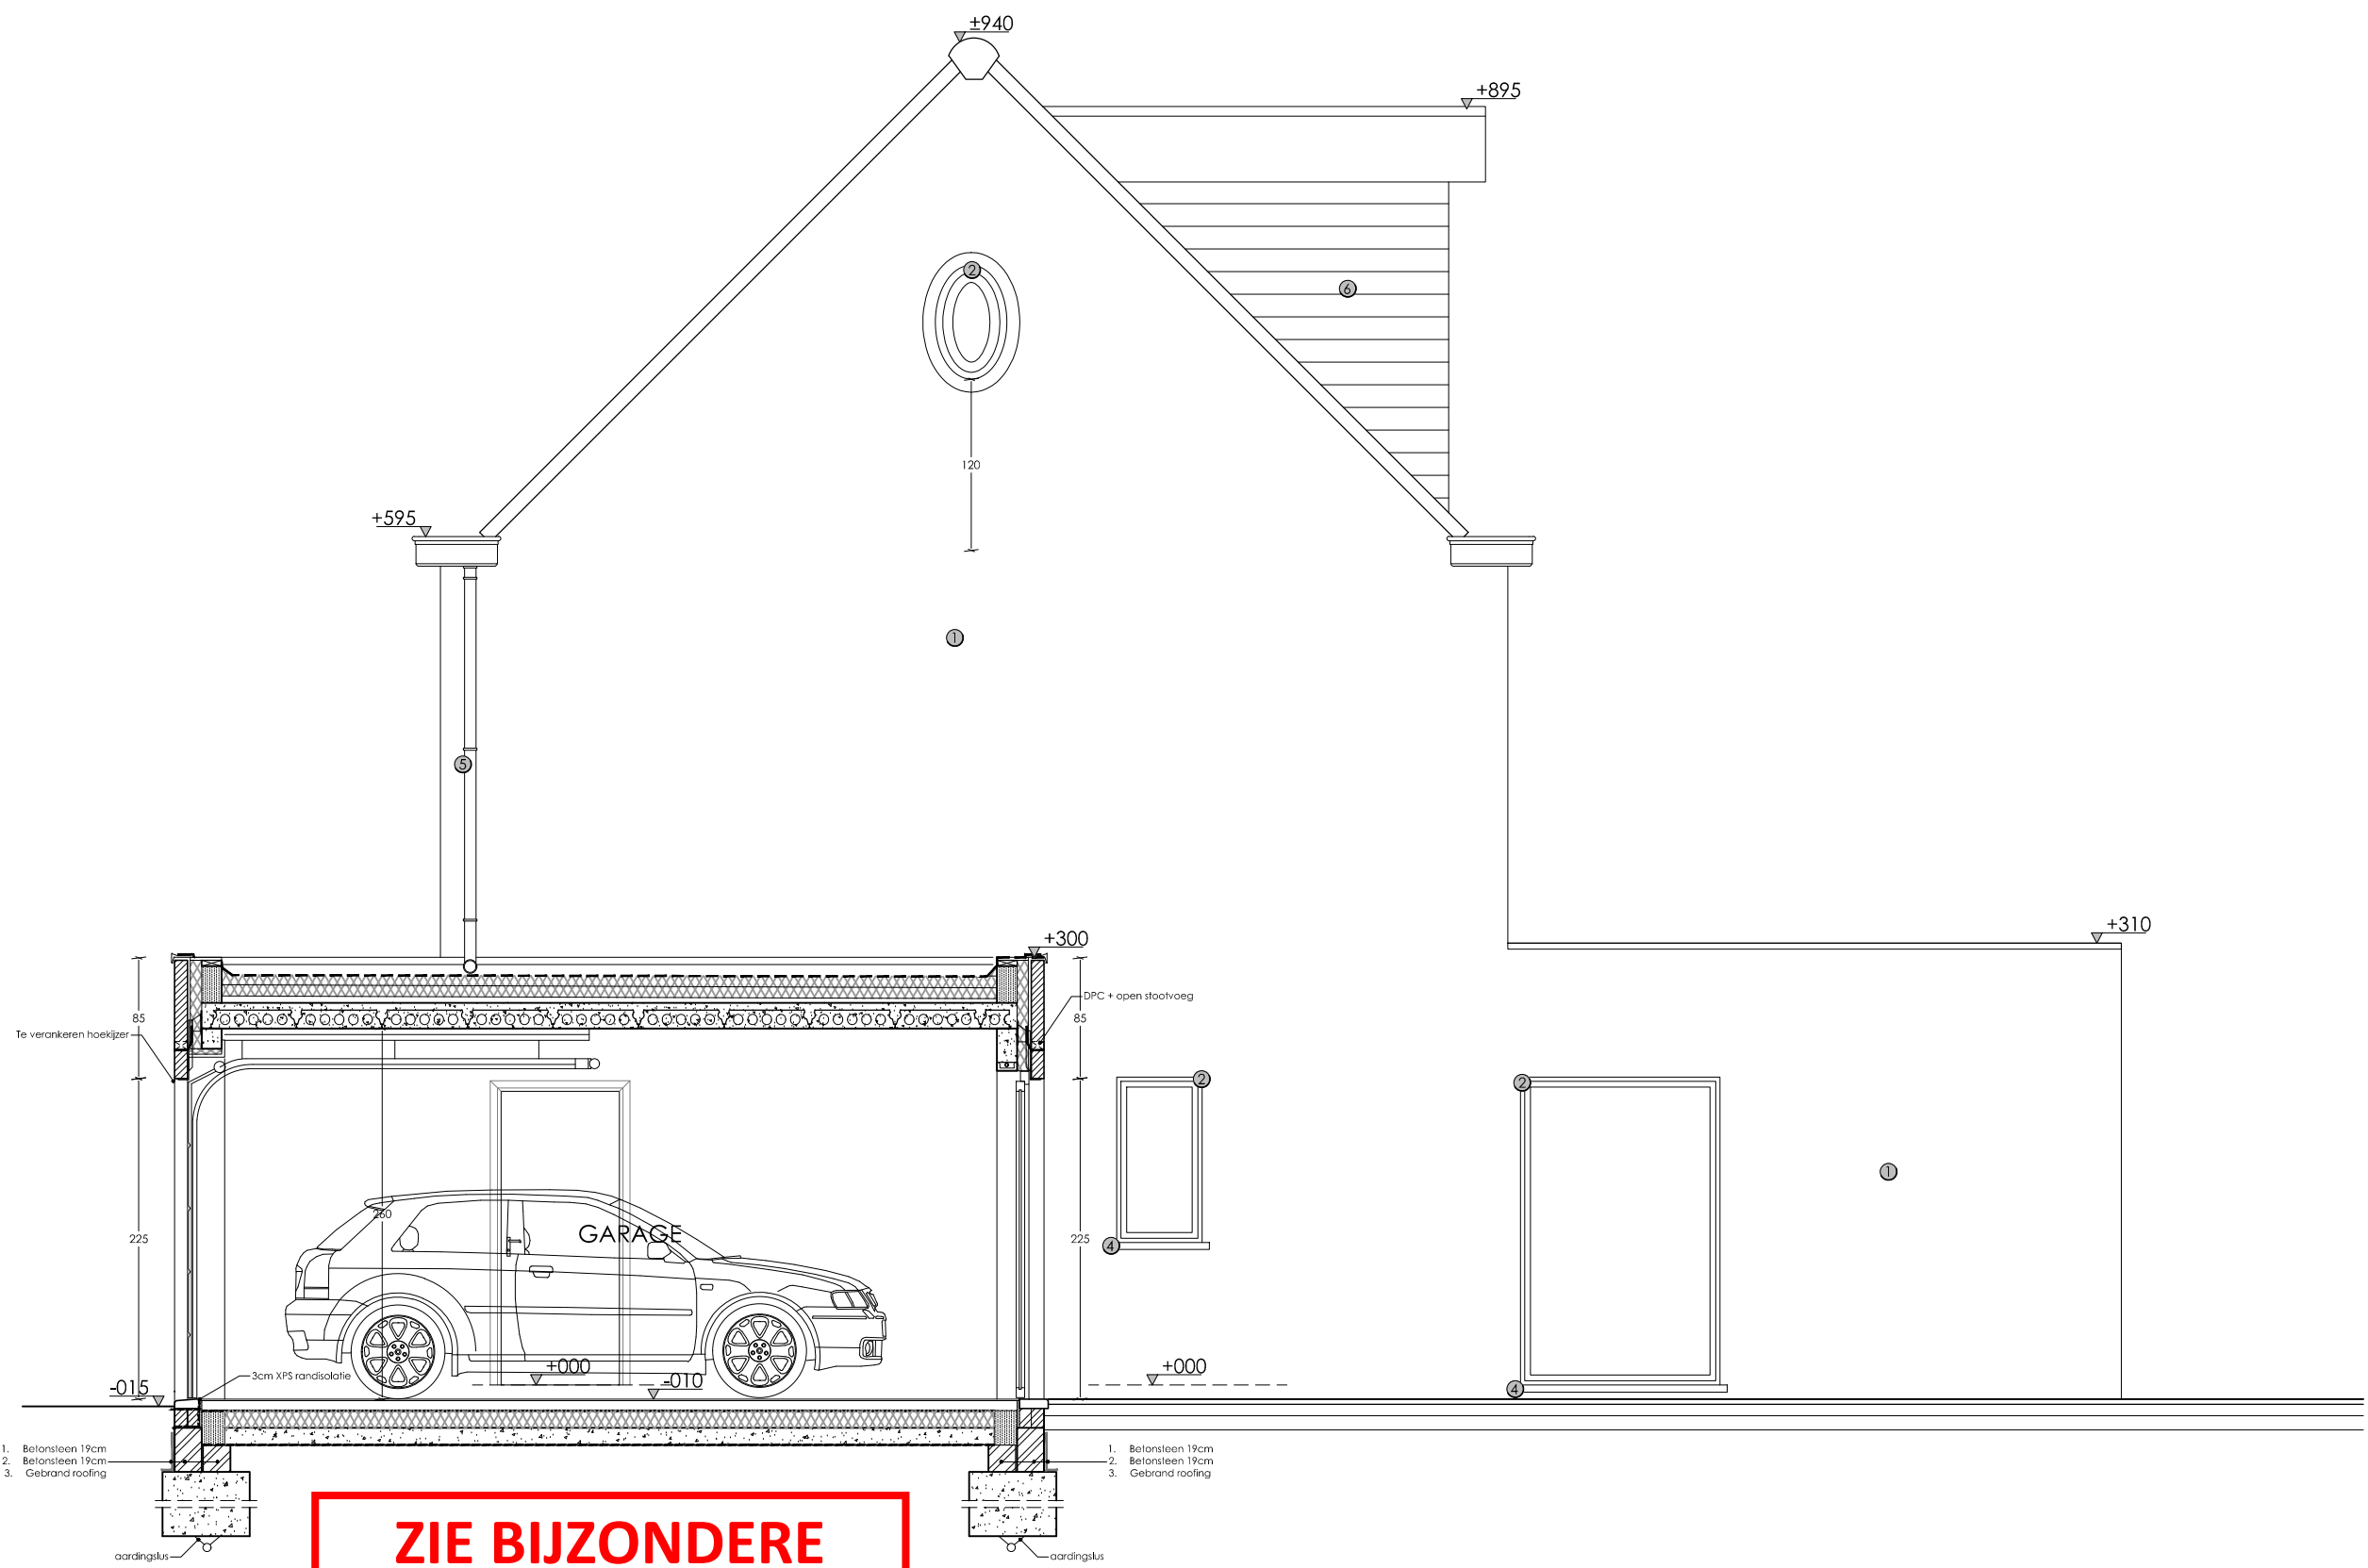 ±940
+895
2
6
120
+595
1
5
+310
+300
DPC + open stootvoeg
85
85
Te verankeren hoekijzer
2
2
1
260
GARAGE
225
225
4
+000
+000
3cm XPS randisolatie
-010
-015
4
1. Betonsteen 19cm
2. Betonsteen 19cm
3. Gebrand roofing
1. Betonsteen 19cm
2. Betonsteen 19cm
3. Gebrand roofing
ZIE BIJZONDERE
aardingslus
aardingslus